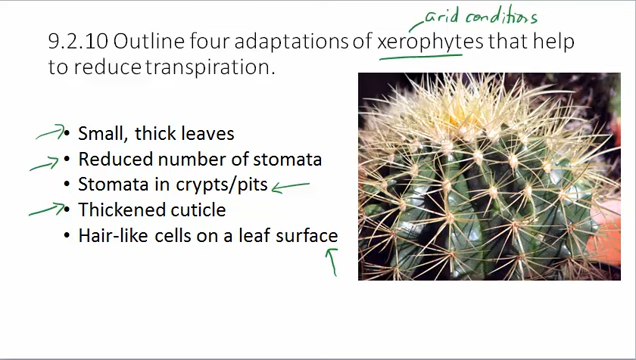 arid conditions
9.2.10 Outline four adaptations of xerophytes that help
to reduce transpiration.
• Small, thick leaves
• Reduced number of stomata
• Stomata in crypts/pits
• Thickened cuticle
• Hair-like cells on a leaf surface